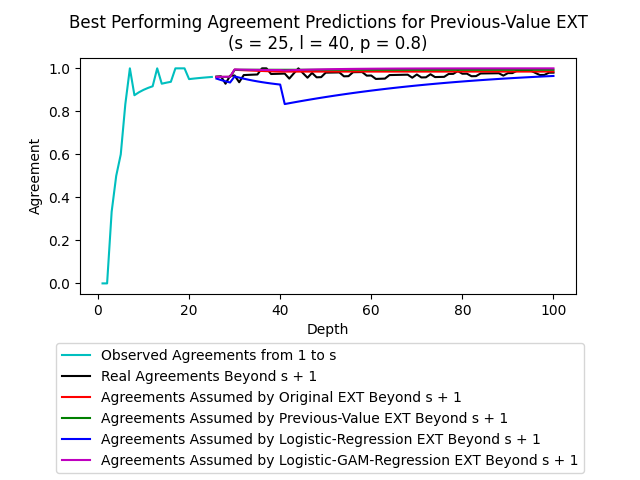 Best Performing Agreement Predictions for Previous-Value EXT
(s = 25, l = 40, p = 0.8)
1.0
0.8
0.6
0.4
0.2
0.0
Agreement
0 20 40 60 80 100
Depth
Observed Agreements from 1 to s
Real Agreements Beyond s + 1
Agreements Assumed by Original EXT Beyond s + 1
Agreements Assumed by Previous-Value EXT Beyond s + 1
Agreements Assumed by Logistic-Regression EXT Beyond s + 1
Agreements Assumed by Logistic-GAM-Regression EXT Beyond s + 1